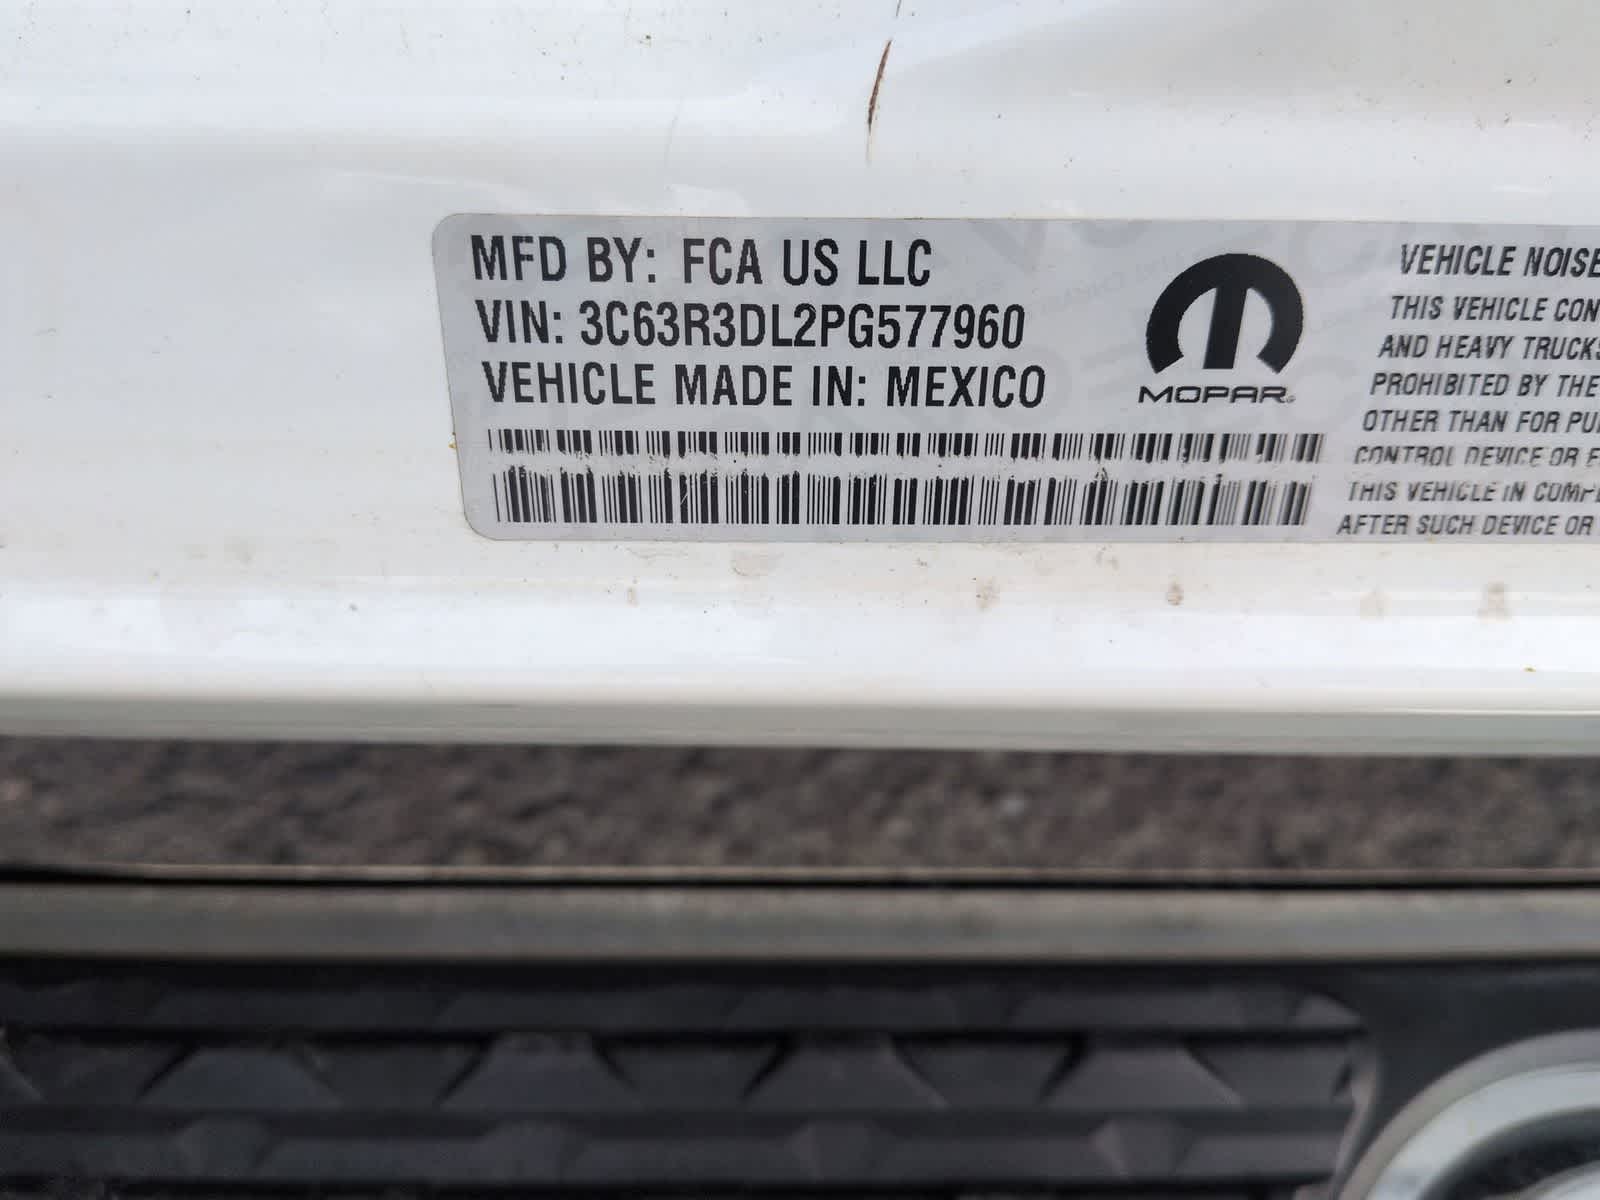 MFD BY: FCA US LLC
VIN: 3C63R3DL2PG577960
VEHICLE MADE IN: MEXICO
MOPAR
VEHICLE NOISE
THIS VEHICLE CON
AND HEAVY TRUCKS
PROHIBITED BY THE
OTHER THAN FOR PU
CONTROL DEVICE OR E
THIS VEHICLE IN COMPL
AFTER SUCH DEVICE OR